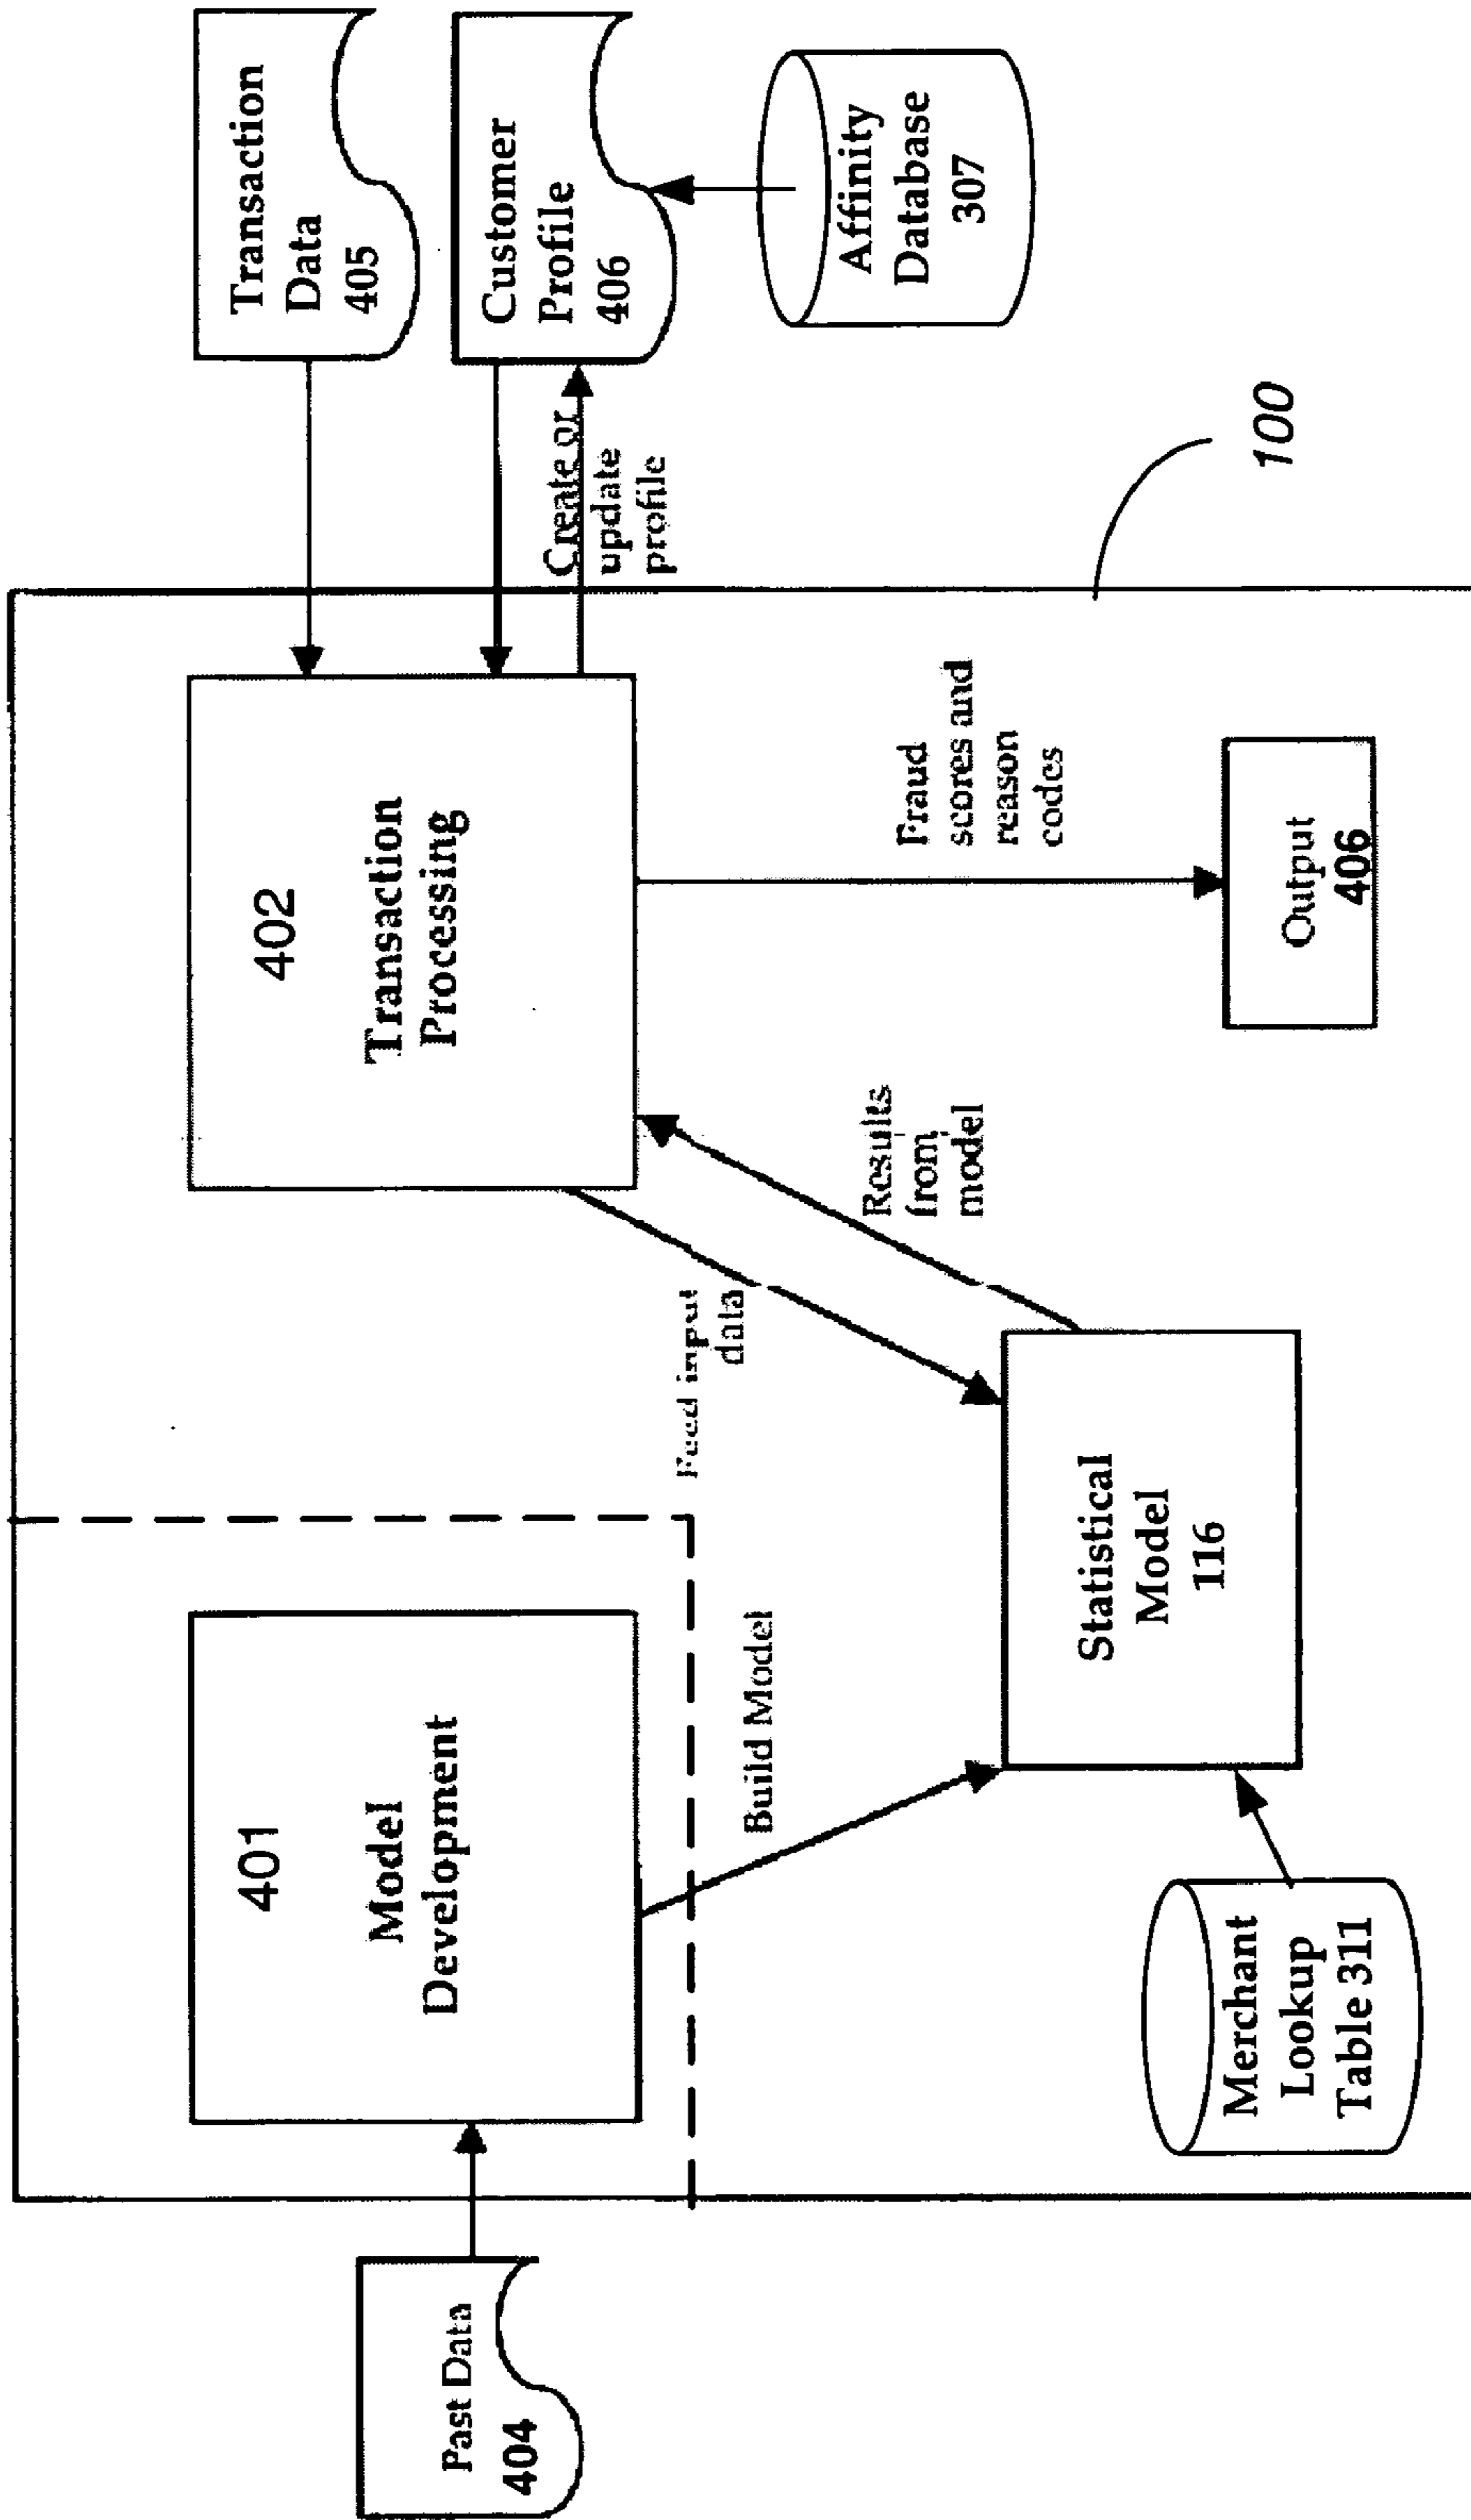 Past Data
404
401
Model
Development
Build Model
Merchant
Lookup
Table 311
Statistical
Model
116
Feed input
data
Results
from
model
402
Transaction
Processing
Fraud
scores and
reason
codes
Output
406
Create or
update
profile
100
Transaction
Data
405
Customer
Profile
406
Affinity
Database
307